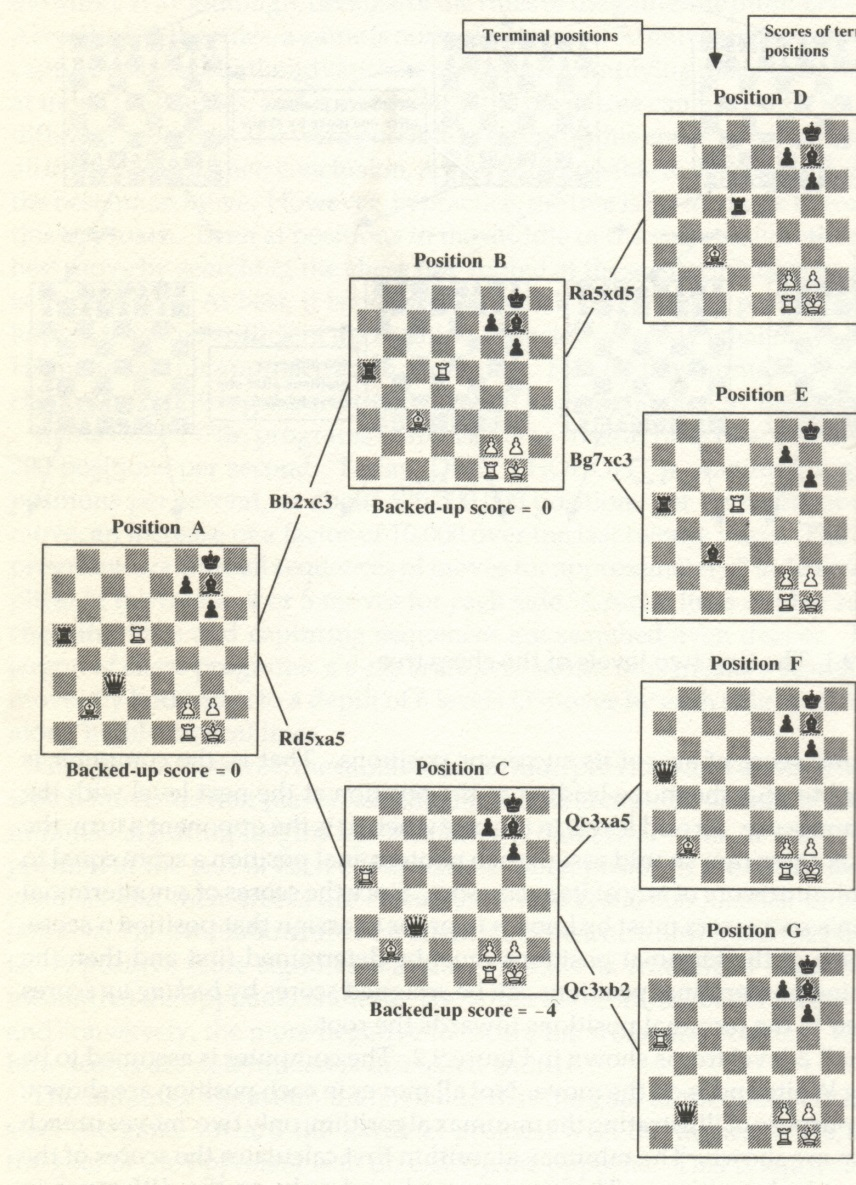 Terminal positions
Scores of
positions
Position D
Position B
Ra5xd5
Position E
Bg7xc3
Bb2xc3
Backed-up score = 0
Position A
Position F
Rd5xa5
Backed-up score = 0
Position C
Qc3xa5
Position G
Qc3xb2
Backed-up score = −4